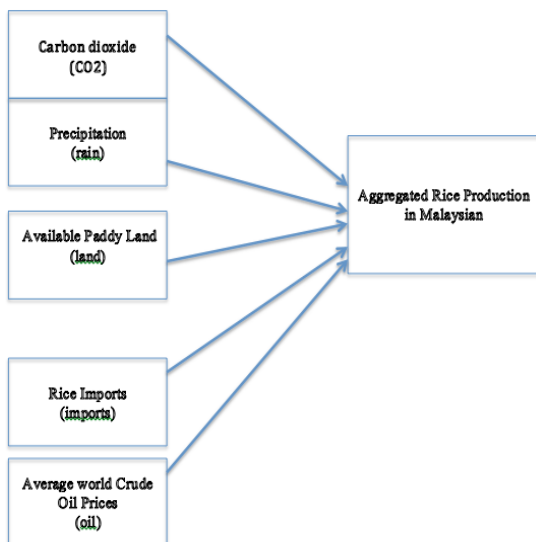 Carbon dioxide
(CO2)
Precipitation
(rain)
Available Paddy Land
(land)
Rice Imports
(imports)
Average world Crude
Oil Prices
(oil)
Aggregated Rice Production
in Malaysian